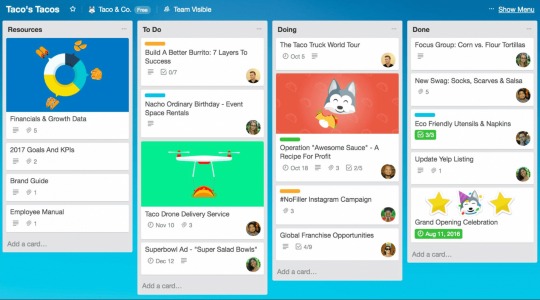 Taco's Tacos
Taco & Co.
Free
Team Visible
Show Menu
Resources
Financials & Growth Data
5
2017 Goals And KPIs
2
Brand Guide
1
Employee Manual
1
Add a card...
To Do
Build A Better Burrito: 7 Layers To
Success
0/7
Nacho Ordinary Birthday - Event
Space Rentals
Taco Drone Delivery Service
Nov 10
3
Superbowl Ad - "Super Salad Bowls"
Dec 12
Add a card...
Doing
The Taco Truck World Tour
Oct 5
Operation "Awesome Sauce" - A
Recipe For Profit
Oct 18
3
2/5
#NoFiller Instagram Campaign
3
Global Franchise Opportunities
4/9
Add a card...
Done
Focus Group: Corn vs. Flour Tortillas
3
New Swag: Socks, Scarves & Salsa
5
Eco Friendly Utensils & Napkins
3/5
Update Yelp Listing
1
Grand Opening Celebration
Aug 11, 2016
Add a card...